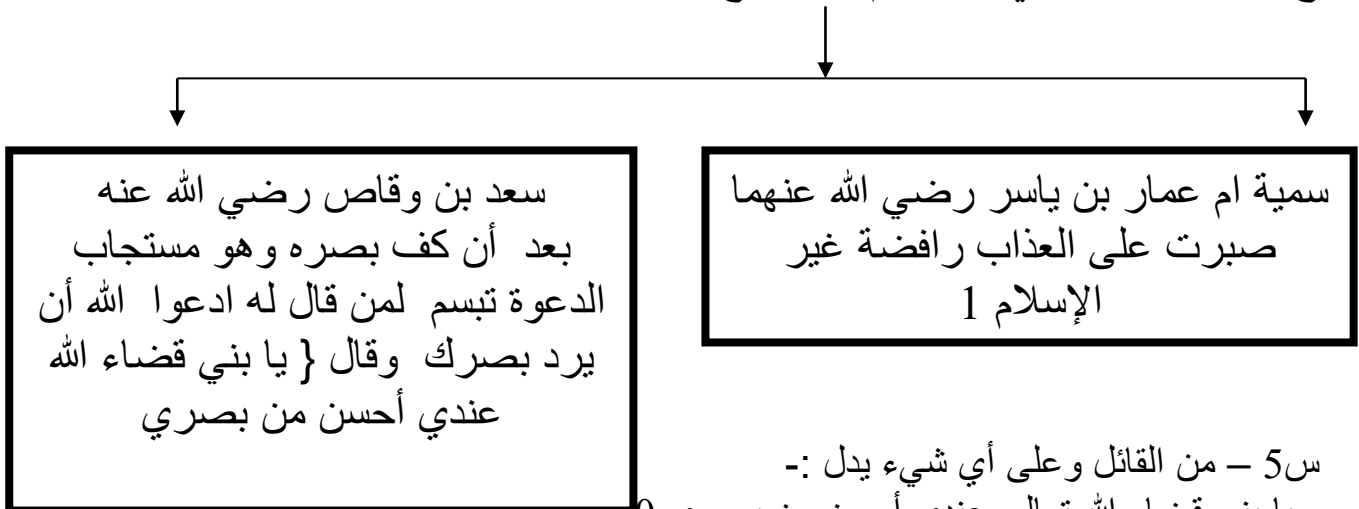 سمية ام عمار بن ياسر رضي الله عنهما
صبرت على العذاب رافضة غير
الإسلام 1
سعد بن وقاص رضي الله عنه
بعد أن كف بصره وهو مستجاب
الدعوة تبسم لمن قال له ادعوا الله أن
يرد بصرك وقال { يا بني قضاء الله
عندي أحسن من بصري
س5 – من القائل وعلى أي شيء يدل :-